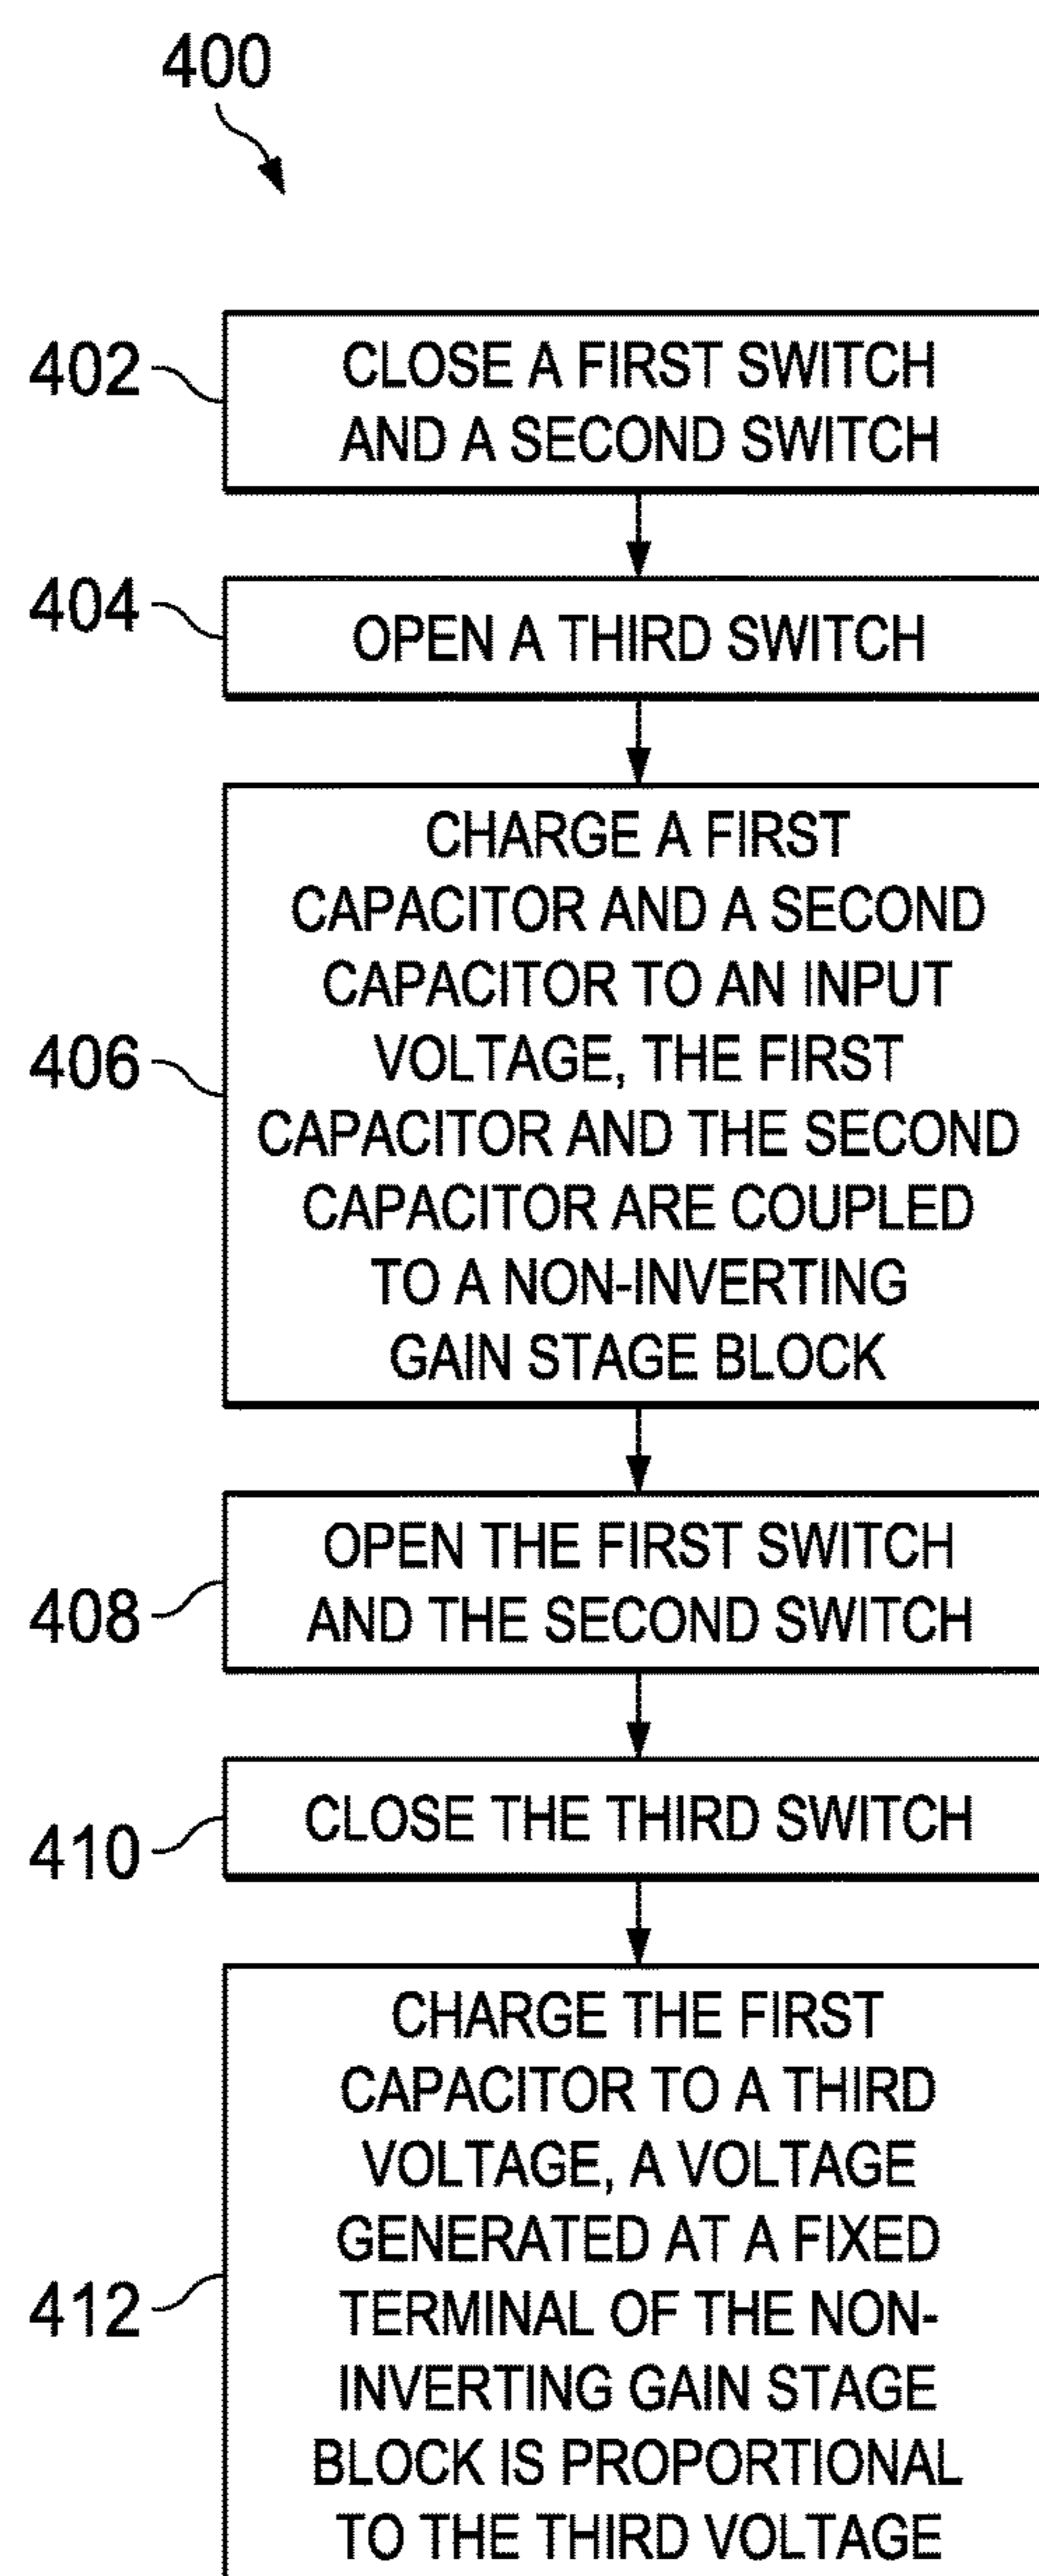 400
402
CLOSE A FIRST SWITCH
AND A SECOND SWITCH
404
OPEN A THIRD SWITCH
406
CHARGE A FIRST
CAPACITOR AND A SECOND
CAPACITOR TO AN INPUT
VOLTAGE, THE FIRST
CAPACITOR AND THE SECOND
CAPACITOR ARE COUPLED
TO A NON-INVERTING
GAIN STAGE BLOCK
408
OPEN THE FIRST SWITCH
AND THE SECOND SWITCH
410
CLOSE THE THIRD SWITCH
412
CHARGE THE FIRST
CAPACITOR TO A THIRD
VOLTAGE, A VOLTAGE
GENERATED AT A FIXED
TERMINAL OF THE NON-
INVERTING GAIN STAGE
BLOCK IS PROPORTIONAL
TO THE THIRD VOLTAGE